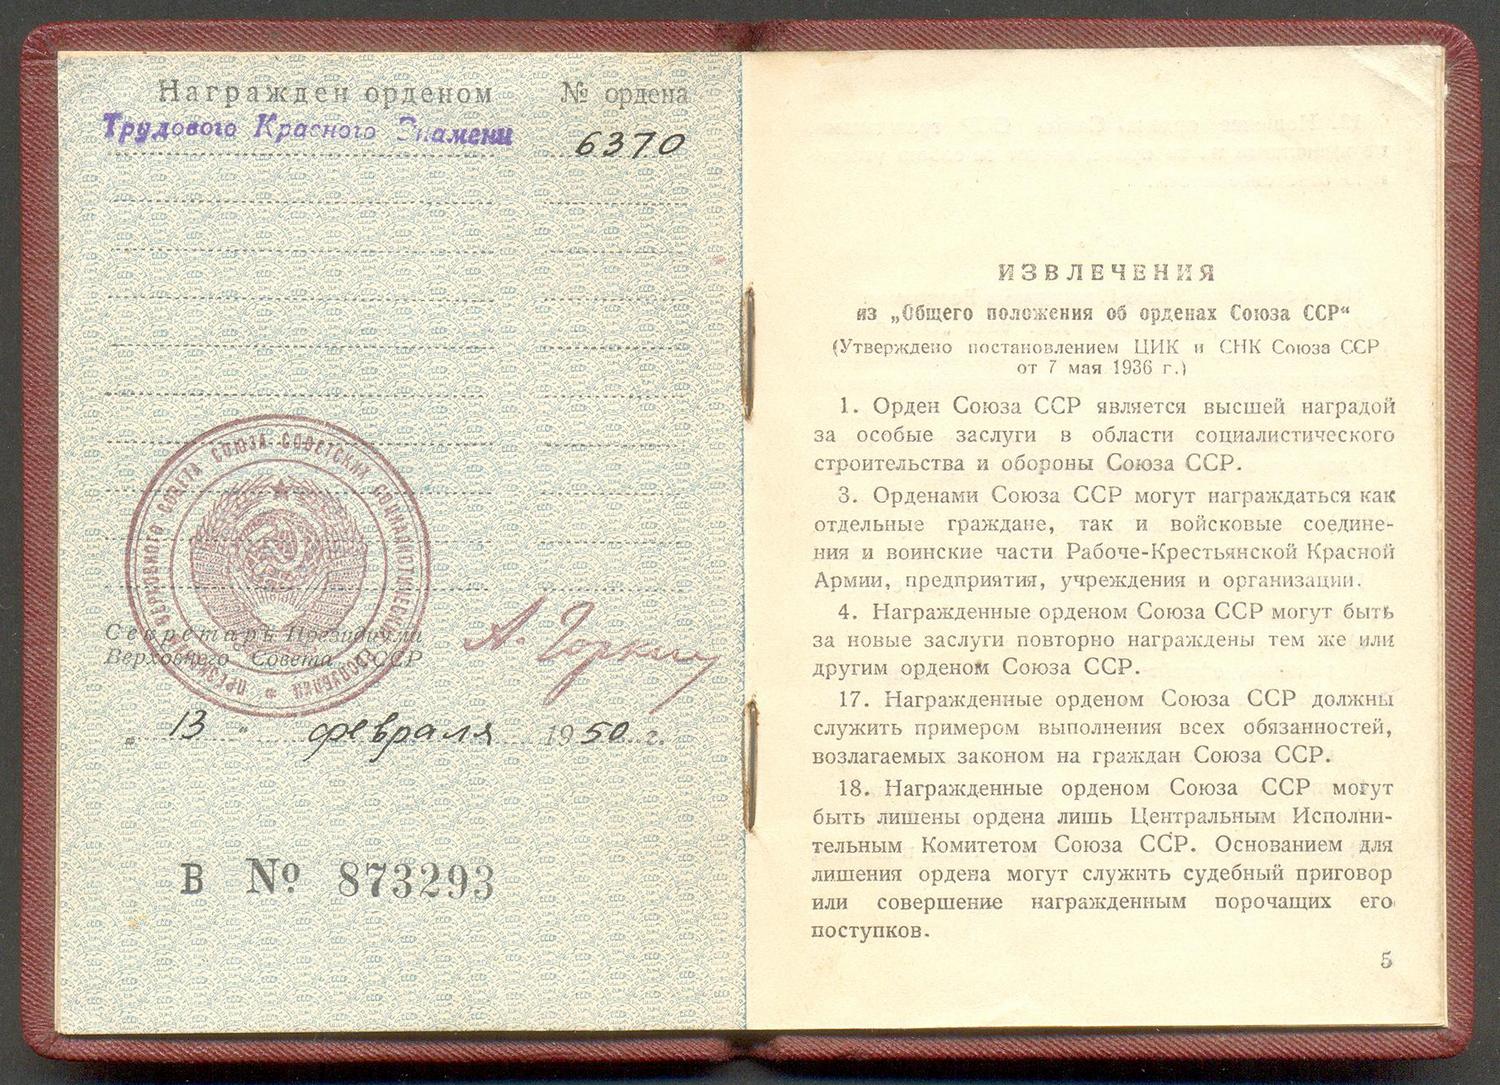 Награжден орденом
№ ордена
Трудового Красного Знамени
6370
ПРЕЗИДИУМ ВЕРХОВНОГО СОВЕТА СОЮЗА СОВЕТСКИХ СОЦИАЛИСТИЧЕСКИХ РЕСПУБЛИК
Секретарь Президиума
Верховного Совета СССР
А. Горкин
„ 13 " февраля 1950 г.
В № 873293
ИЗВЛЕЧЕНИЯ
из „Общего положения об орденах Союза ССР“
(Утверждено постановлением ЦИК и СНК Союза ССР
от 7 мая 1936 г.)
1. Орден Союза ССР является высшей наградой
за особые заслуги в области социалистического
строительства и обороны Союза ССР.
3. Орденами Союза ССР могут награждаться как
отдельные граждане, так и войсковые соедине-
ния и воинские части Рабоче-Крестьянской Красной
Армии, предприятия, учреждения и организации.
4. Награжденные орденом Союза ССР могут быть
за новые заслуги повторно награждены тем же или
другим орденом Союза ССР.
17. Награжденные орденом Союза ССР должны
служить примером выполнения всех обязанностей,
возлагаемых законом на граждан Союза ССР.
18. Награжденные орденом Союза ССР могут
быть лишены ордена лишь Центральным Исполни-
тельным Комитетом Союза ССР. Основанием для
лишения ордена могут служить судебный приговор
или совершение награжденным порочащих его
поступков.
5